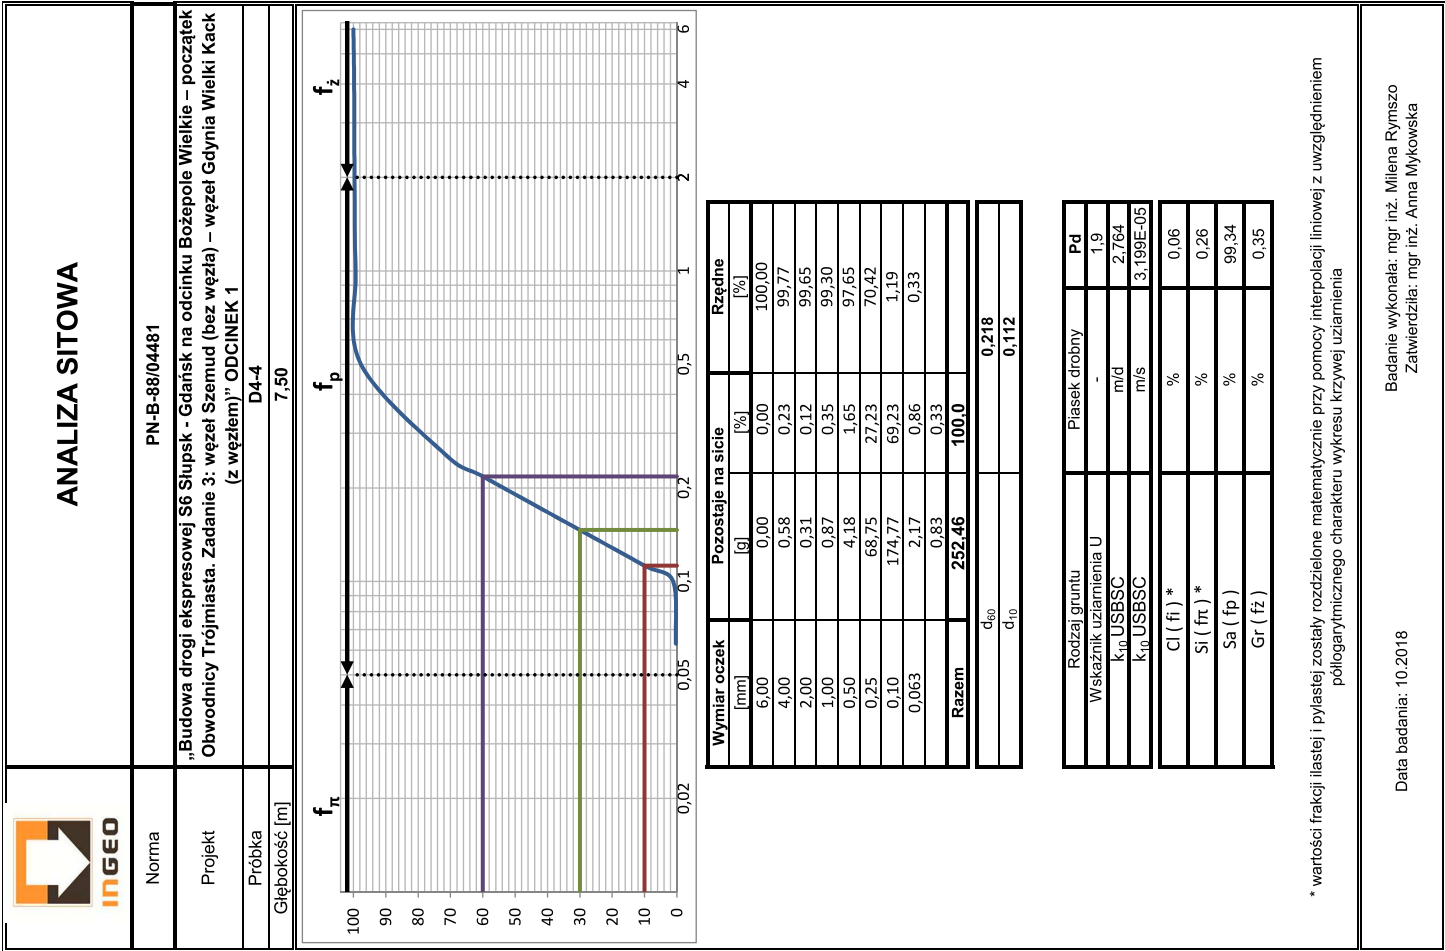 INGEO
ANALIZA SITOWA
Norma PN-B-88/04481
Projekt
„Budowa drogi ekspresowej S6 Słupsk - Gdańsk na odcinku Bożepole Wielkie – początek
Obwodnicy Trójmiasta. Zadanie 3: węzeł Szemud (bez węzła) – węzeł Gdynia Wielki Kack
(z węzłem)” ODCINEK 1
Próbka D4-4
Głębokość [m] 7,50
fπ fp fż
100
90
80
70
60
50
40
30
20
10
0
0,02 0,05 0,1 0,2 0,5 1 2 4 6
Wymiar oczek Pozostaje na sicie Rzędne
[mm] [g] [%] [%]
6,00 0,00 0,00 100,00
4,00 0,58 0,23 99,77
2,00 0,31 0,12 99,65
1,00 0,87 0,35 99,30
0,50 4,18 1,65 97,65
0,25 68,75 27,23 70,42
0,10 174,77 69,23 1,19
0,063 2,17 0,86 0,33
0,83 0,33
Razem 252,46 100,0
d60 0,218
d10 0,112
Rodzaj gruntu Piasek drobny Pd
Wskaźnik uziarnienia U - 1,9
k10 USBSC m/d 2,764
k10 USBSC m/s 3,199E-05
Cl ( fi ) * % 0,06
Si ( fπ ) * % 0,26
Sa ( fp ) % 99,34
Gr ( fż ) % 0,35
* wartości frakcji ilastej i pylastej zostały rozdzielone matematycznie przy pomocy interpolacji liniowej z uwzględnieniem
półlogarytmicznego charakteru wykresu krzywej uziarnienia
Data badania: 10.2018
Badanie wykonała: mgr inż. Milena Rymszo
Zatwierdziła: mgr inż. Anna Mykowska